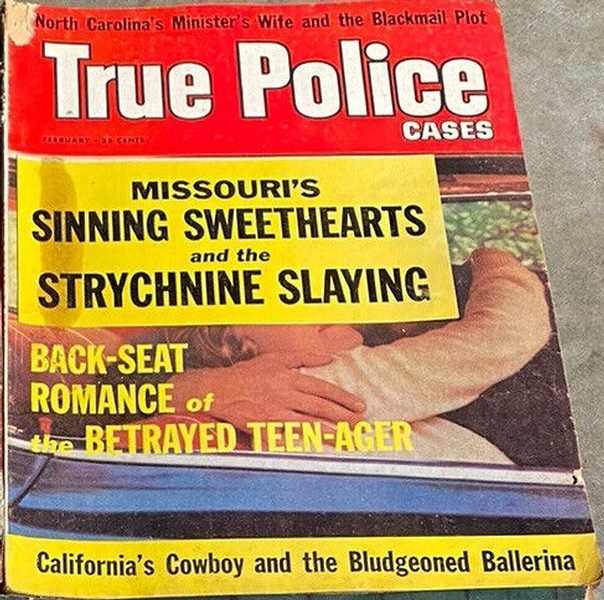 North Carolina's Minister's Wife and the Blackmail Plot
True Police
CASES
FEBRUARY • 35 CENTS
MISSOURI'S
SINNING SWEETHEARTS
and the
STRYCHNINE SLAYING
BACK-SEAT
ROMANCE of
the BETRAYED TEEN-AGER
California's Cowboy and the Bludgeoned Ballerina